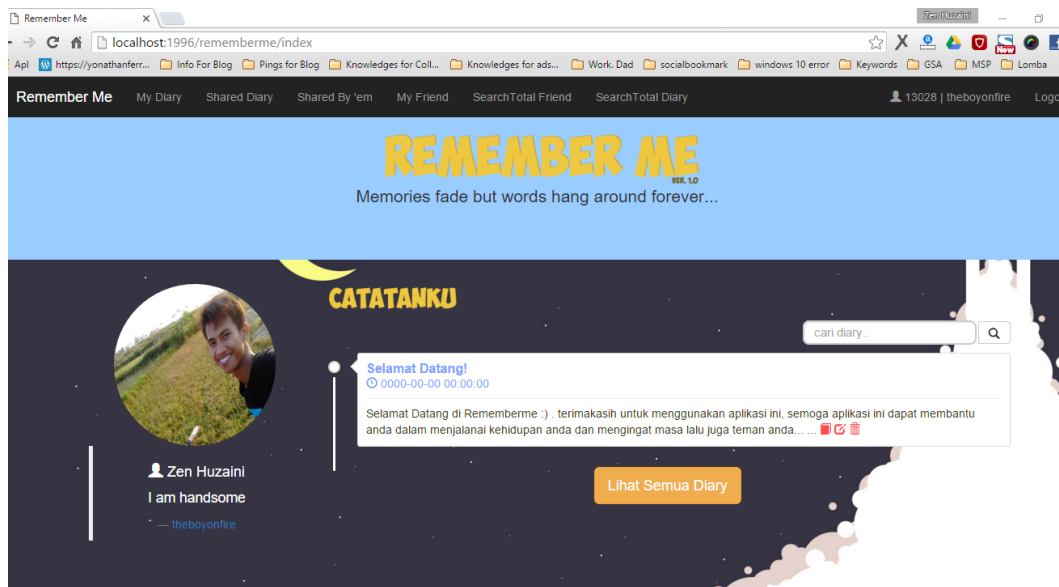 Remember Me
Zen Huzaini
localhost:1996/rememberme/index
Apl https://yonathanferr... Info For Blog Pings for Blog Knowledges for Coll... Knowledges for ads... Work. Dad socialbookmark windows 10 error Keywords GSA MSP Lomba
New
Remember Me My Diary Shared Diary Shared By 'em My Friend SearchTotal Friend SearchTotal Diary 13028 | theboyonfire Logo
REMEMBER ME
VER. 1.0
Memories fade but words hang around forever...
CATATANKU
cari diary..
Selamat Datang!
0000-00-00 00:00:00
Selamat Datang di Rememberme :) . terimakasih untuk menggunakan aplikasi ini, semoga aplikasi ini dapat membantu
anda dalam menjalanai kehidupan anda dan mengingat masa lalu juga teman anda... ...
Lihat Semua Diary
Zen Huzaini
I am handsome
— theboyonfire